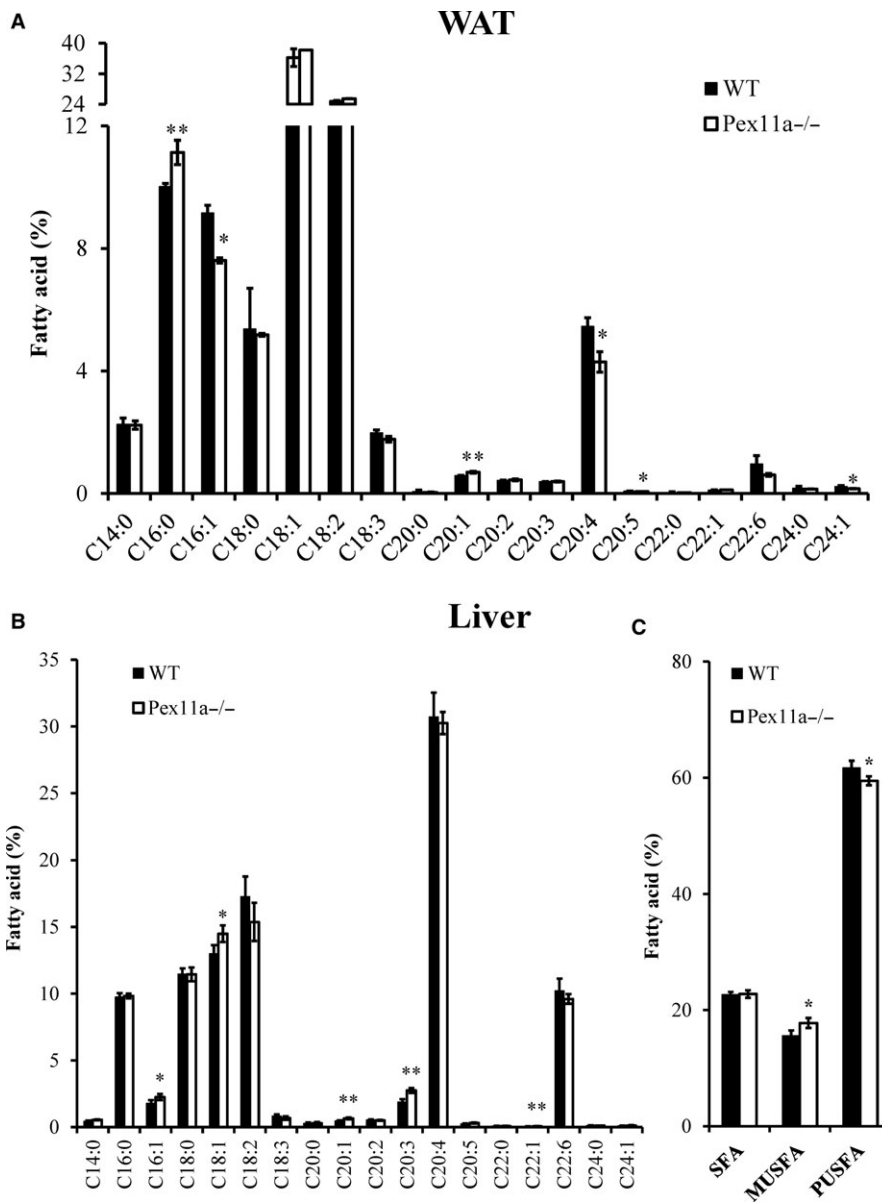 A
WAT
40
36
32
28
24
12
8
4
0
Fatty acid (%)
WT
Pex11a−/−
**
*
**
*
*
*
C14:0 C16:0 C16:1 C18:0 C18:1 C18:2 C18:3 C20:0 C20:1 C20:2 C20:3 C20:4 C20:5 C22:0 C22:1 C22:6 C24:0 C24:1
B
Liver
35
30
25
20
15
10
5
0
Fatty acid (%)
WT
Pex11a−/−
*
*
**
**
**
C14:0 C16:0 C16:1 C18:0 C18:1 C18:2 C18:3 C20:0 C20:1 C20:2 C20:3 C20:4 C20:5 C22:0 C22:1 C22:6 C24:0 C24:1
C
80
60
40
20
0
Fatty acid (%)
WT
Pex11a−/−
*
*
SFA MUSFA PUSFA